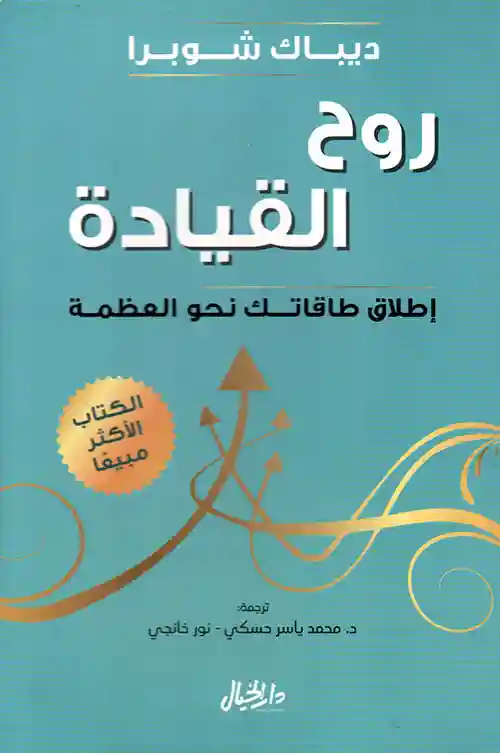 ديباك شوبرا
روح
القيادة
إطلاق طاقاتك نحو العظمة
الكتاب
الأكثر
مبيعًا
ترجمة:
د. محمد ياسر حسكي - نور خانجي
دار الخيال